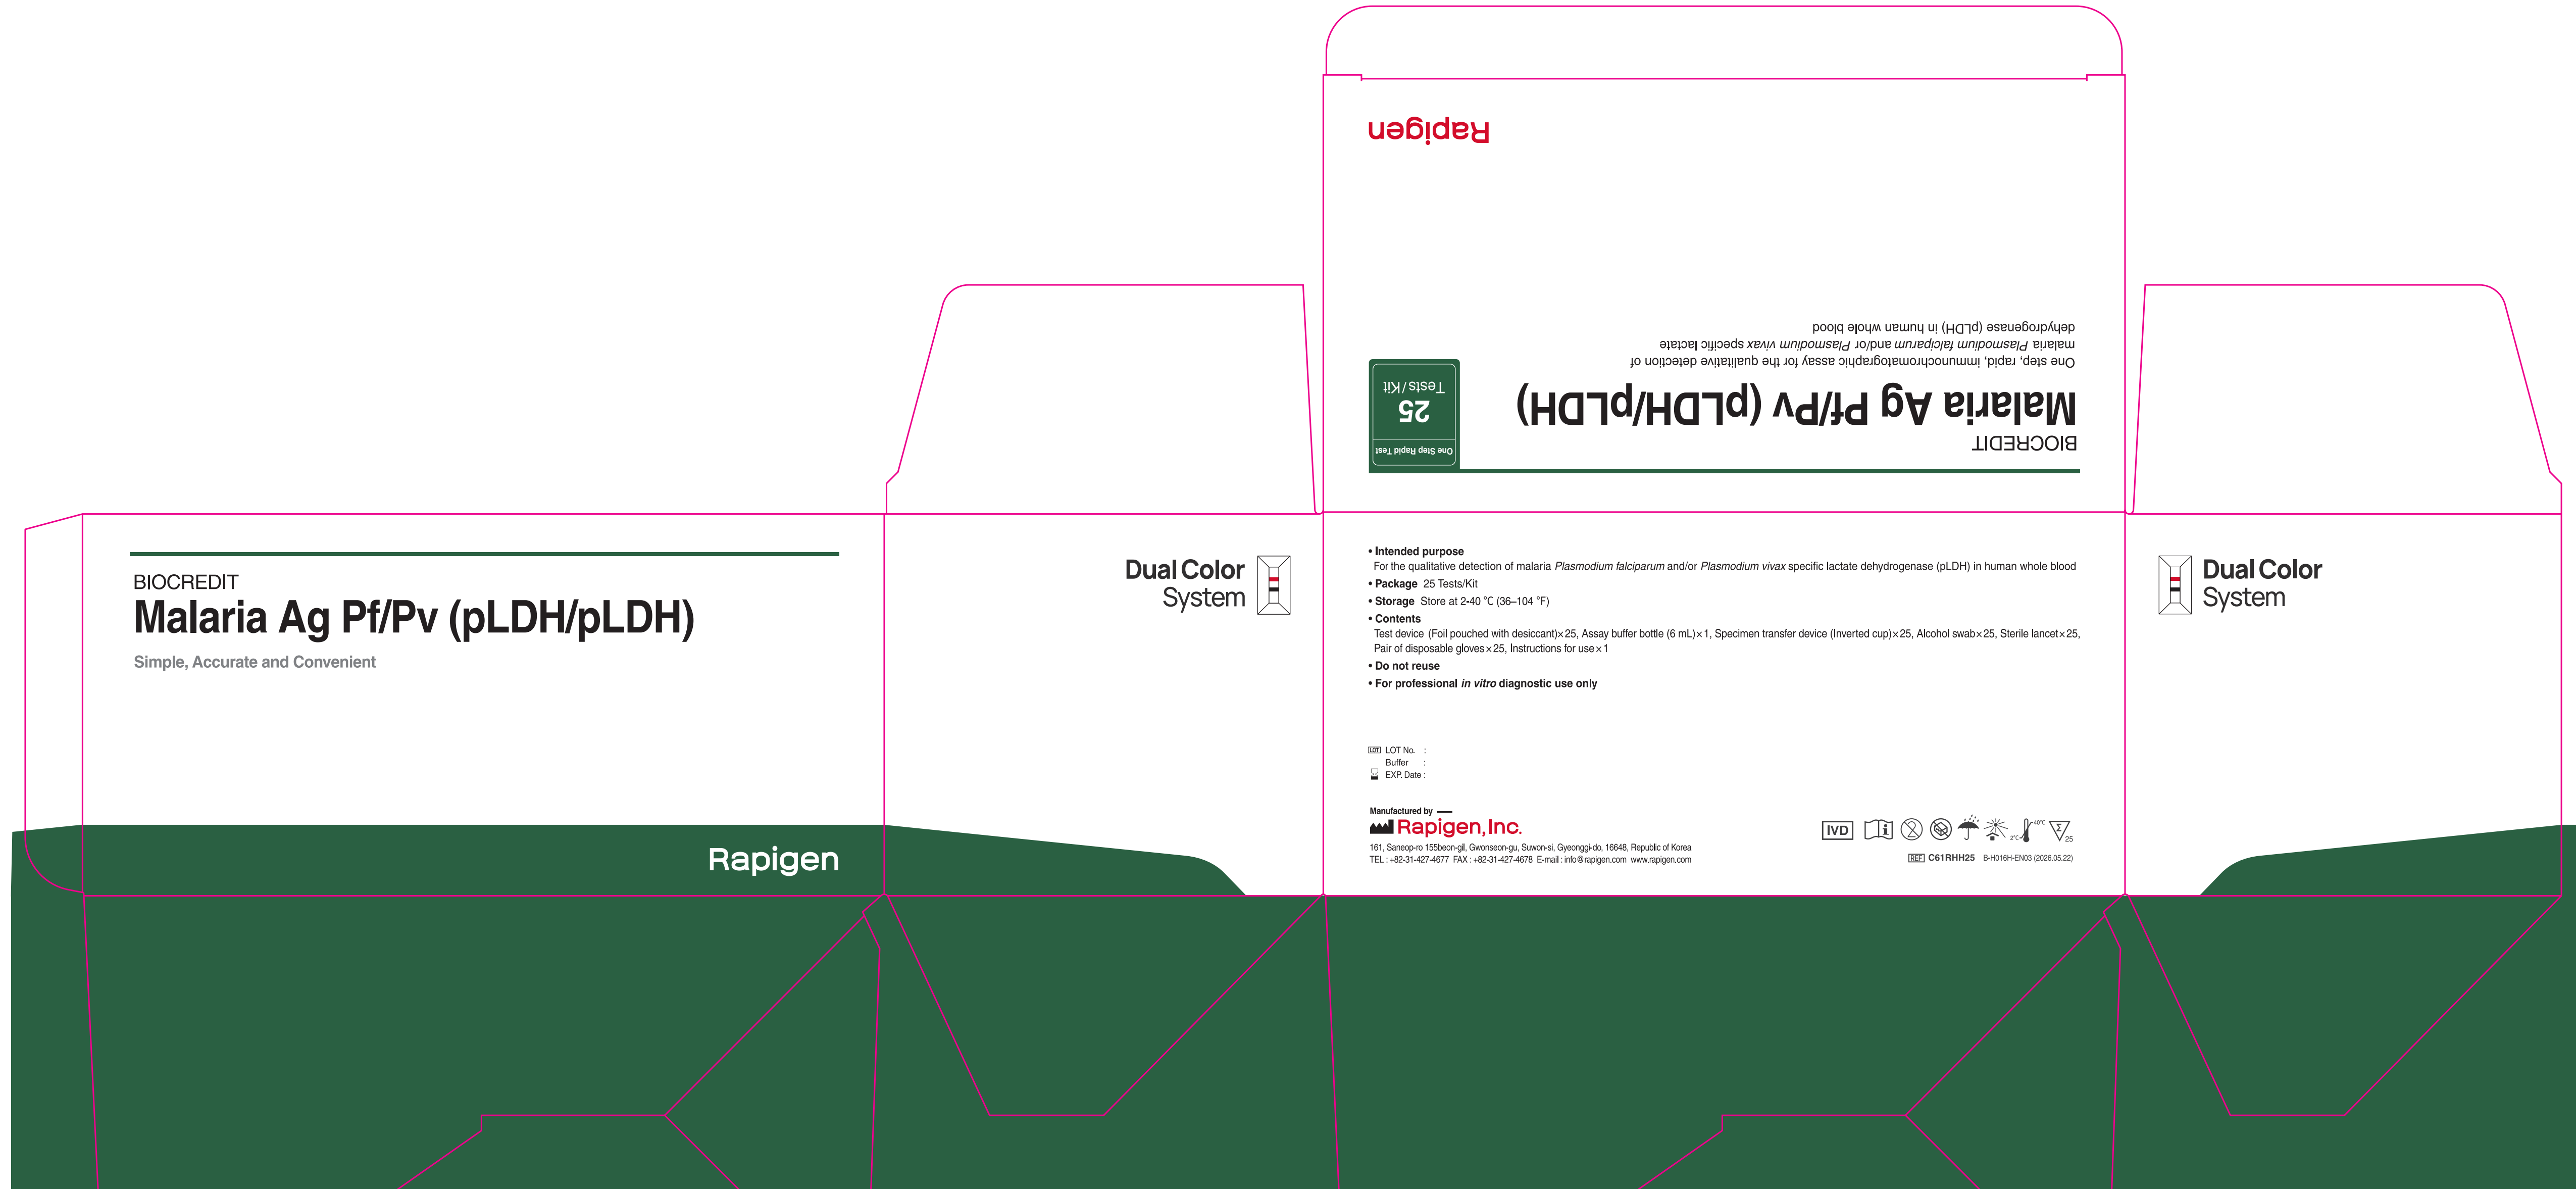 Rapigen
BIOCREDIT
Malaria Ag Pf/Pv (pLDH/pLDH)
One step, rapid, immunochromatographic assay for the qualitative detection of
malaria Plasmodium falciparum and/or Plasmodium vivax specific lactate
dehydrogenase (pLDH) in human whole blood
One Step Rapid Test
25
Tests/Kit
BIOCREDIT
Malaria Ag Pf/Pv (pLDH/pLDH)
Simple, Accurate and Convenient
Rapigen
Dual Color
System
• Intended purpose
For the qualitative detection of malaria Plasmodium falciparum and/or Plasmodium vivax specific lactate dehydrogenase (pLDH) in human whole blood
• Package 25 Tests/Kit
• Storage Store at 2-40 °C (36–104 °F)
• Contents
Test device (Foil pouched with desiccant)×25, Assay buffer bottle (6 mL)×1, Specimen transfer device (Inverted cup)×25, Alcohol swab×25, Sterile lancet×25,
Pair of disposable gloves×25, Instructions for use×1
• Do not reuse
• For professional in vitro diagnostic use only
LOT LOT No. :
Buffer :
EXP. Date :
Manufactured by
Rapigen, Inc.
161, Saneop-ro 155beon-gil, Gwonseon-gu, Suwon-si, Gyeonggi-do, 16648, Republic of Korea
TEL : +82-31-427-4677 FAX : +82-31-427-4678 E-mail : info@rapigen.com www.rapigen.com
IVD i 2 2°C 40°C Σ 25
REF C61RHH25 B-H016H-EN03 (2026.05.22)
Dual Color
System